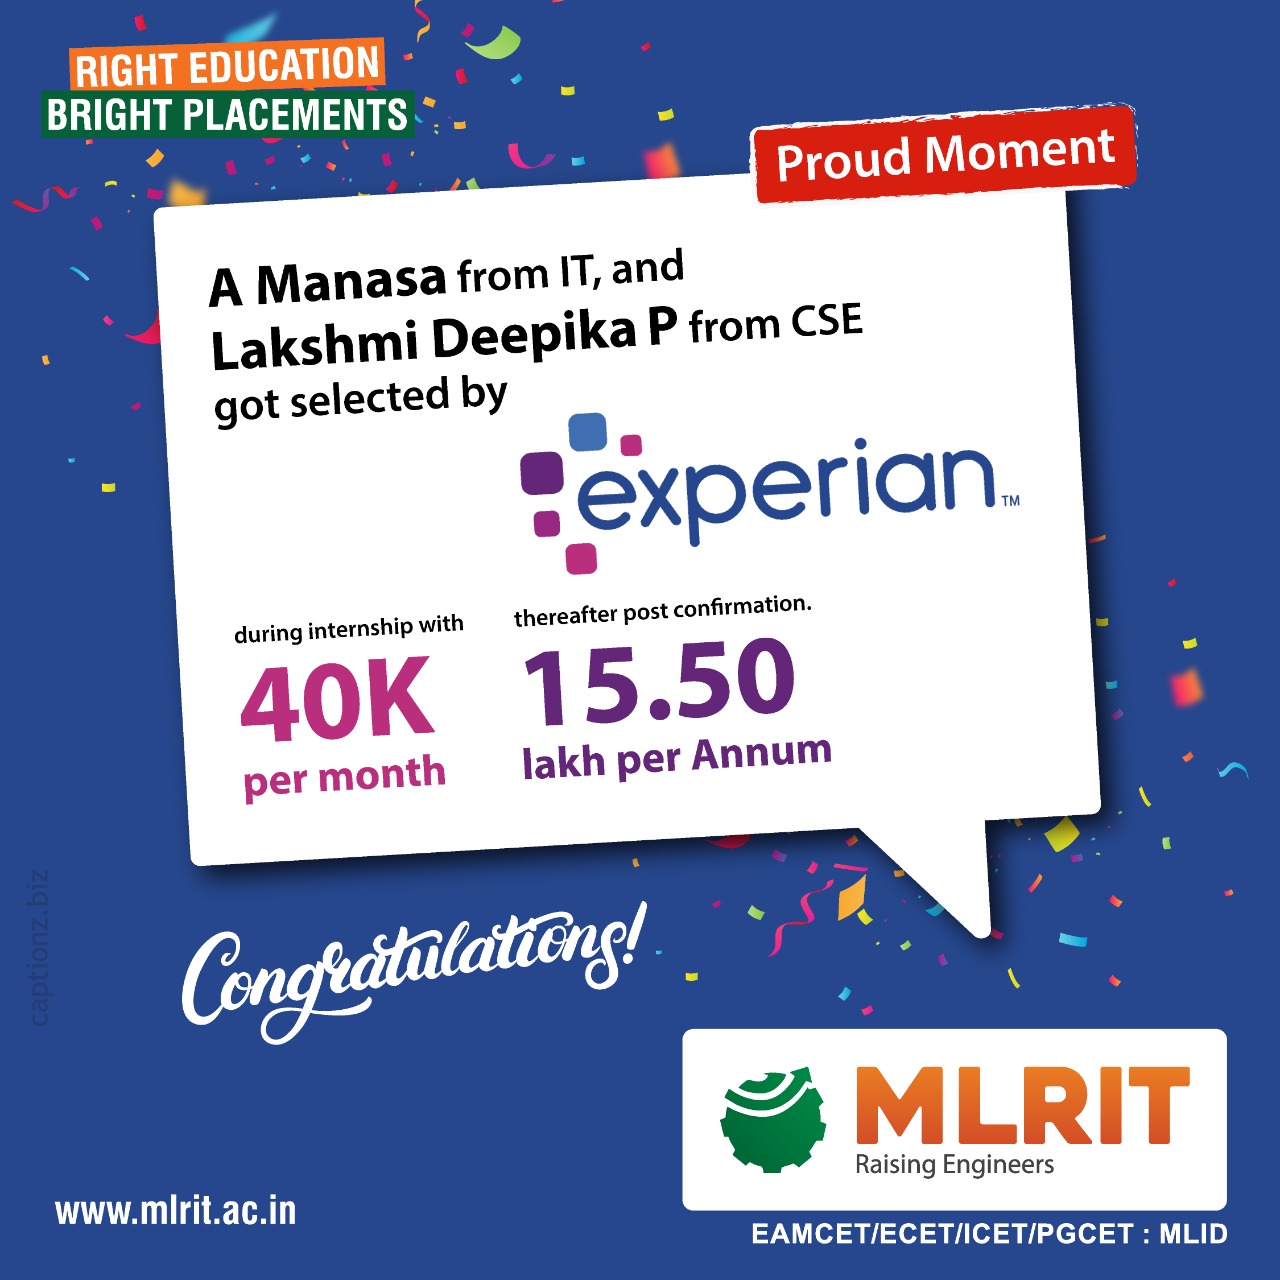 RIGHT EDUCATION
BRIGHT PLACEMENTS
Proud Moment
A Manasa from IT, and
Lakshmi Deepika P from CSE
got selected by
experian™
during internship with
40K
per month
thereafter post confirmation.
15.50
lakh per Annum
Congratulations!
captionz.biz
MLRIT
Raising Engineers
www.mlrit.ac.in
EAMCET/ECET/ICET/PGCET : MLID